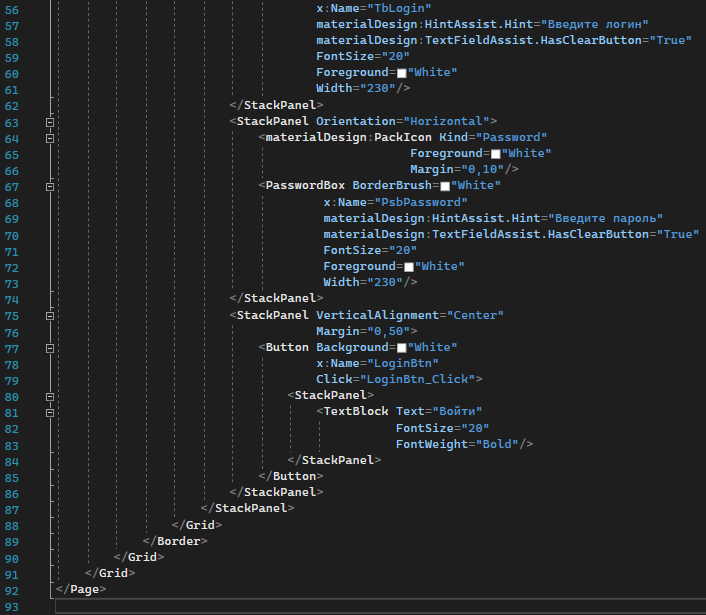 56 x:Name="TbLogin"
57 materialDesign:HintAssist.Hint="Введите логин"
58 materialDesign:TextFieldAssist.HasClearButton="True"
59 FontSize="20"
60 Foreground="White"
61 Width="230"/>
62 </StackPanel>
63 <StackPanel Orientation="Horizontal">
64 <materialDesign:PackIcon Kind="Password"
65 Foreground="White"
66 Margin="0,10"/>
67 <PasswordBox BorderBrush="White"
68 x:Name="PsbPassword"
69 materialDesign:HintAssist.Hint="Введите пароль"
70 materialDesign:TextFieldAssist.HasClearButton="True"
71 FontSize="20"
72 Foreground="White"
73 Width="230"/>
74 </StackPanel>
75 <StackPanel VerticalAlignment="Center"
76 Margin="0,50">
77 <Button Background="White"
78 x:Name="LoginBtn"
79 Click="LoginBtn_Click">
80 <StackPanel>
81 <TextBlock Text="Войти"
82 FontSize="20"
83 FontWeight="Bold"/>
84 </StackPanel>
85 </Button>
86 </StackPanel>
87 </StackPanel>
88 </Grid>
89 </Border>
90 </Grid>
91 </Grid>
92 </Page>
93